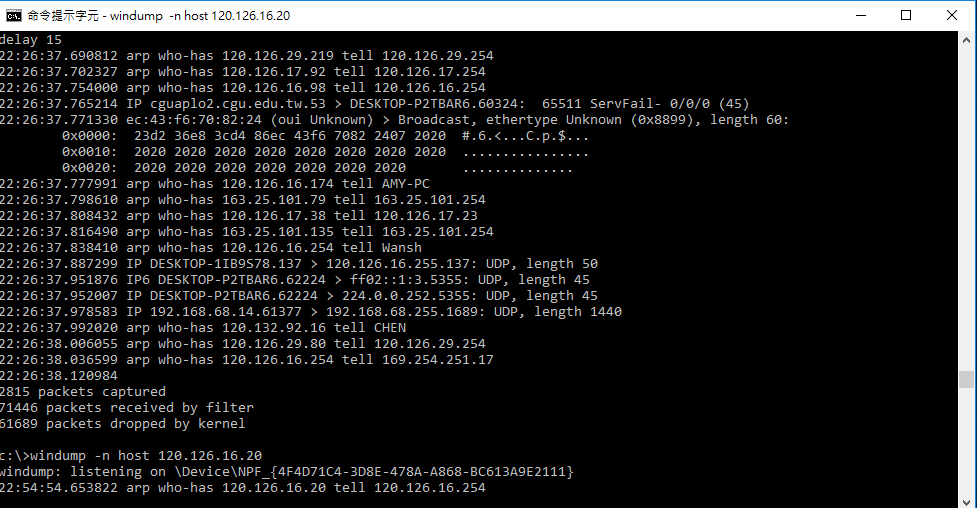 命令提示字元 - windump -n host 120.126.16.20
delay 15
22:26:37.690812 arp who-has 120.126.29.219 tell 120.126.29.254
22:26:37.702327 arp who-has 120.126.17.92 tell 120.126.17.254
22:26:37.754000 arp who-has 120.126.16.98 tell 120.126.16.254
22:26:37.765214 IP cguaplo2.cgu.edu.tw.53 > DESKTOP-P2TBAR6.60324:  65511 ServFail- 0/0/0 (45)
22:26:37.771330 ec:43:f6:70:82:24 (oui Unknown) > Broadcast, ethertype Unknown (0x8899), length 60:
0x0000:  23d2 36e8 3cd4 86ec 43f6 7082 2407 2020  #.6.<...C.p.$...
0x0010:  2020 2020 2020 2020 2020 2020 2020 2020  ................
0x0020:  2020 2020 2020 2020 2020 2020 2020       ..............
22:26:37.777991 arp who-has 120.126.16.174 tell AMY-PC
22:26:37.798610 arp who-has 163.25.101.79 tell 163.25.101.254
22:26:37.808432 arp who-has 120.126.17.38 tell 120.126.17.23
22:26:37.816490 arp who-has 163.25.101.135 tell 163.25.101.254
22:26:37.838410 arp who-has 120.126.16.254 tell Wansh
22:26:37.887299 IP DESKTOP-1IB9S78.137 > 120.126.16.255.137: UDP, length 50
22:26:37.951876 IP6 DESKTOP-P2TBAR6.62224 > ff02::1:3.5355: UDP, length 45
22:26:37.952007 IP DESKTOP-P2TBAR6.62224 > 224.0.0.252.5355: UDP, length 45
22:26:37.978583 IP 192.168.68.14.61377 > 192.168.68.255.1689: UDP, length 1440
22:26:37.992020 arp who-has 120.132.92.16 tell CHEN
22:26:38.006055 arp who-has 120.126.29.80 tell 120.126.29.254
22:26:38.036599 arp who-has 120.126.16.254 tell 169.254.251.17
22:26:38.120984
2815 packets captured
71446 packets received by filter
61689 packets dropped by kernel
c:\>windump -n host 120.126.16.20
windump: listening on \Device\NPF_{4F4D71C4-3D8E-478A-A868-BC613A9E2111}
22:54:54.653822 arp who-has 120.126.16.20 tell 120.126.16.254